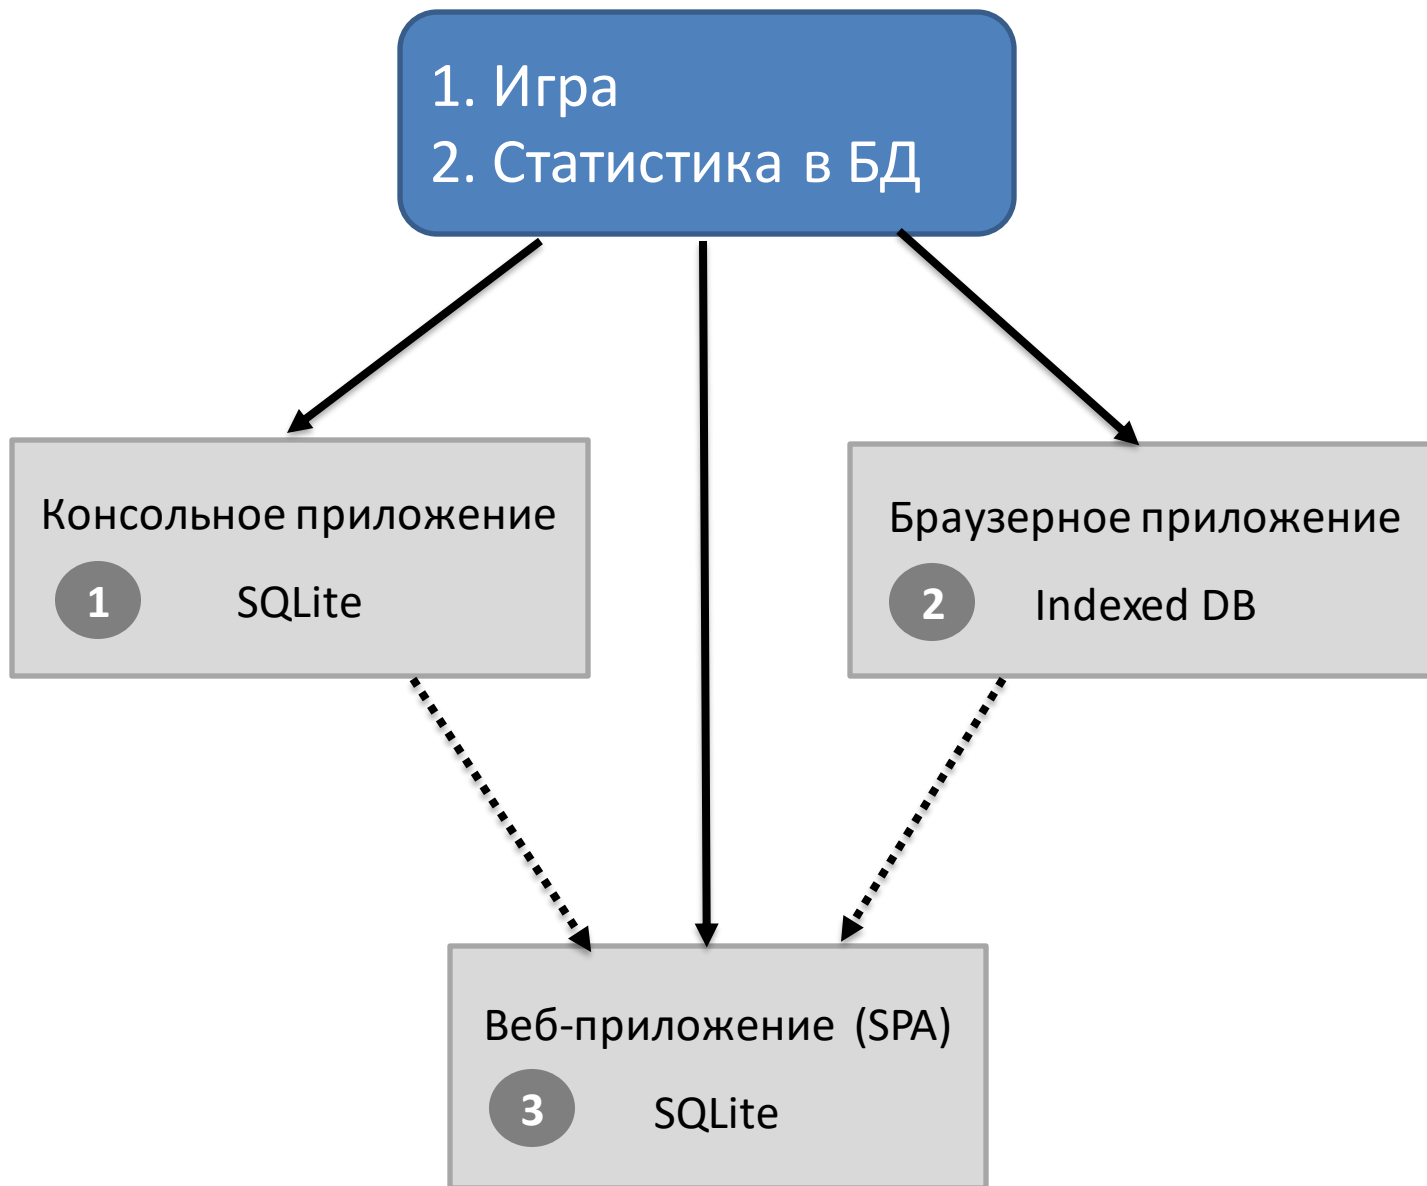 1. Игра
2. Статистика в БД
Консольное приложение
1 SQLite
Браузерное приложение
2 Indexed DB
Веб-приложение (SPA)
3 SQLite